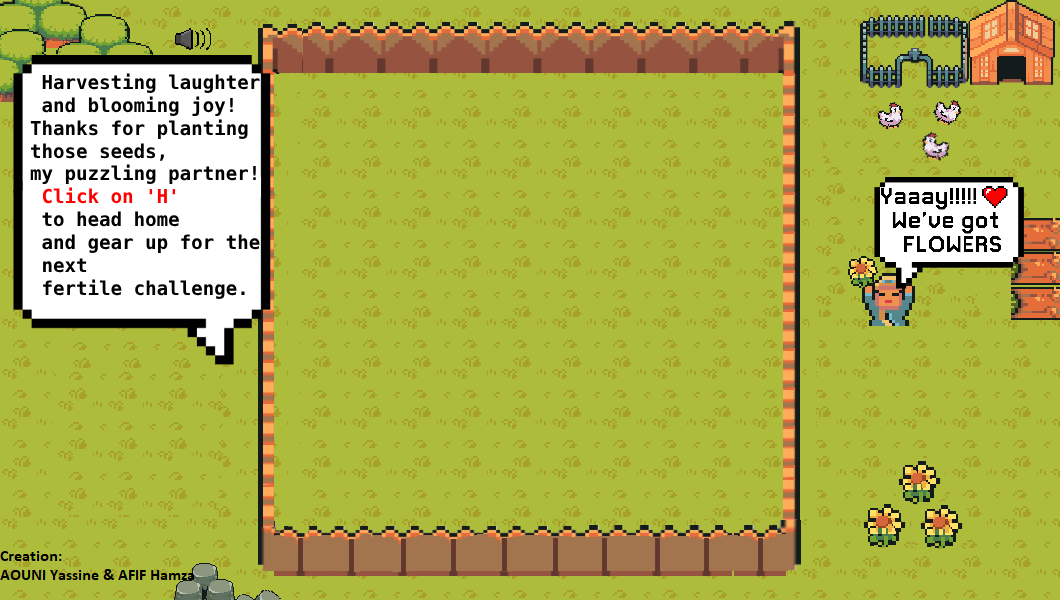 Harvesting laughter
and blooming joy!
Thanks for planting
those seeds,
my puzzling partner!
Click on 'H'
to head home
and gear up for the
next
fertile challenge.
Yaaay!!!!!
We've got
FLOWERS
Creation:
AOUNI Yassine & AFIF Hamza